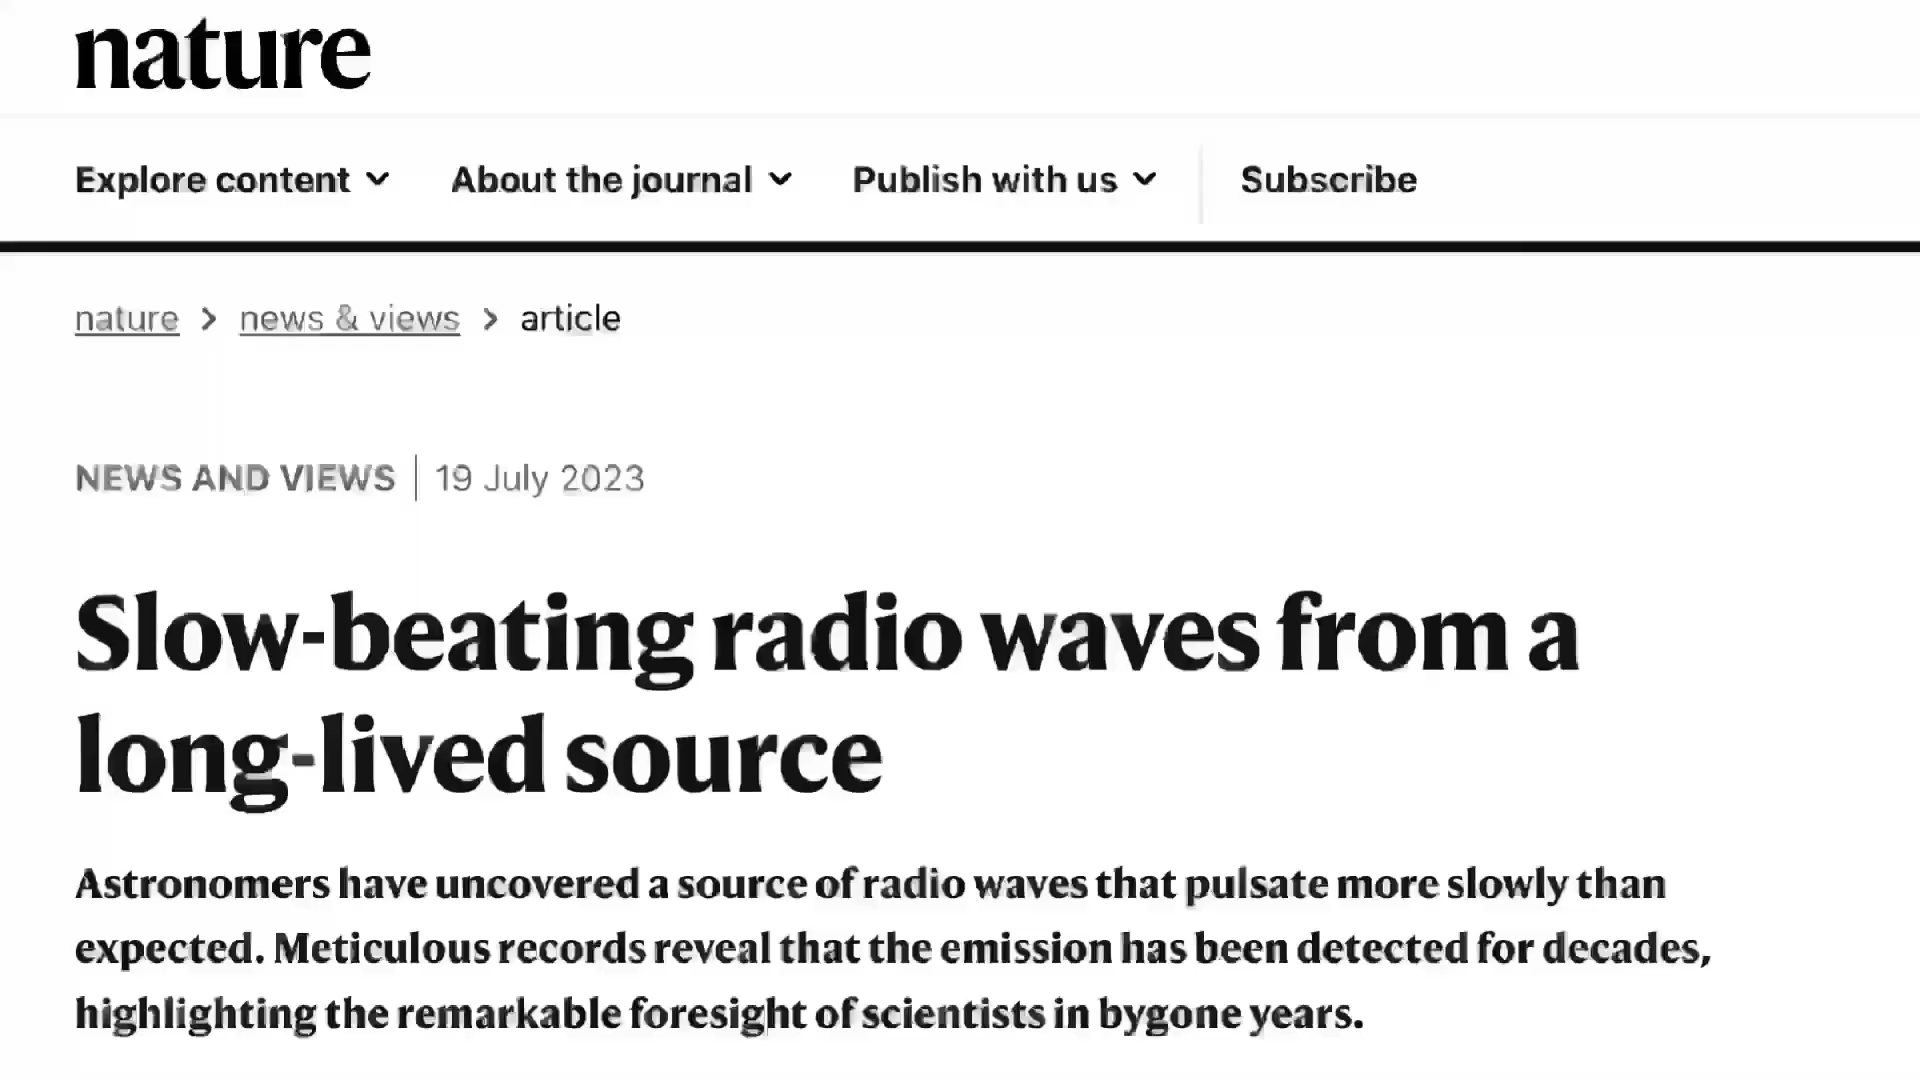 nature
Explore content About the journal Publish with us Subscribe
nature > news & views > article
NEWS AND VIEWS | 19 July 2023
Slow-beating radio waves from a
long-lived source
Astronomers have uncovered a source of radio waves that pulsate more slowly than
expected. Meticulous records reveal that the emission has been detected for decades,
highlighting the remarkable foresight of scientists in bygone years.